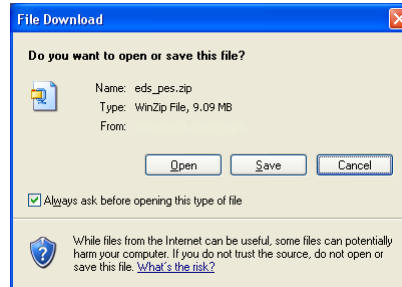 File Download
Do you want to open or save this file?
Name: eds_pes.zip
Type: WinZip File, 9.09 MB
From:
Open Save Cancel
Always ask before opening this type of file
While files from the Internet can be useful, some files can potentially
harm your computer. If you do not trust the source, do not open or
save this file. What's the risk?